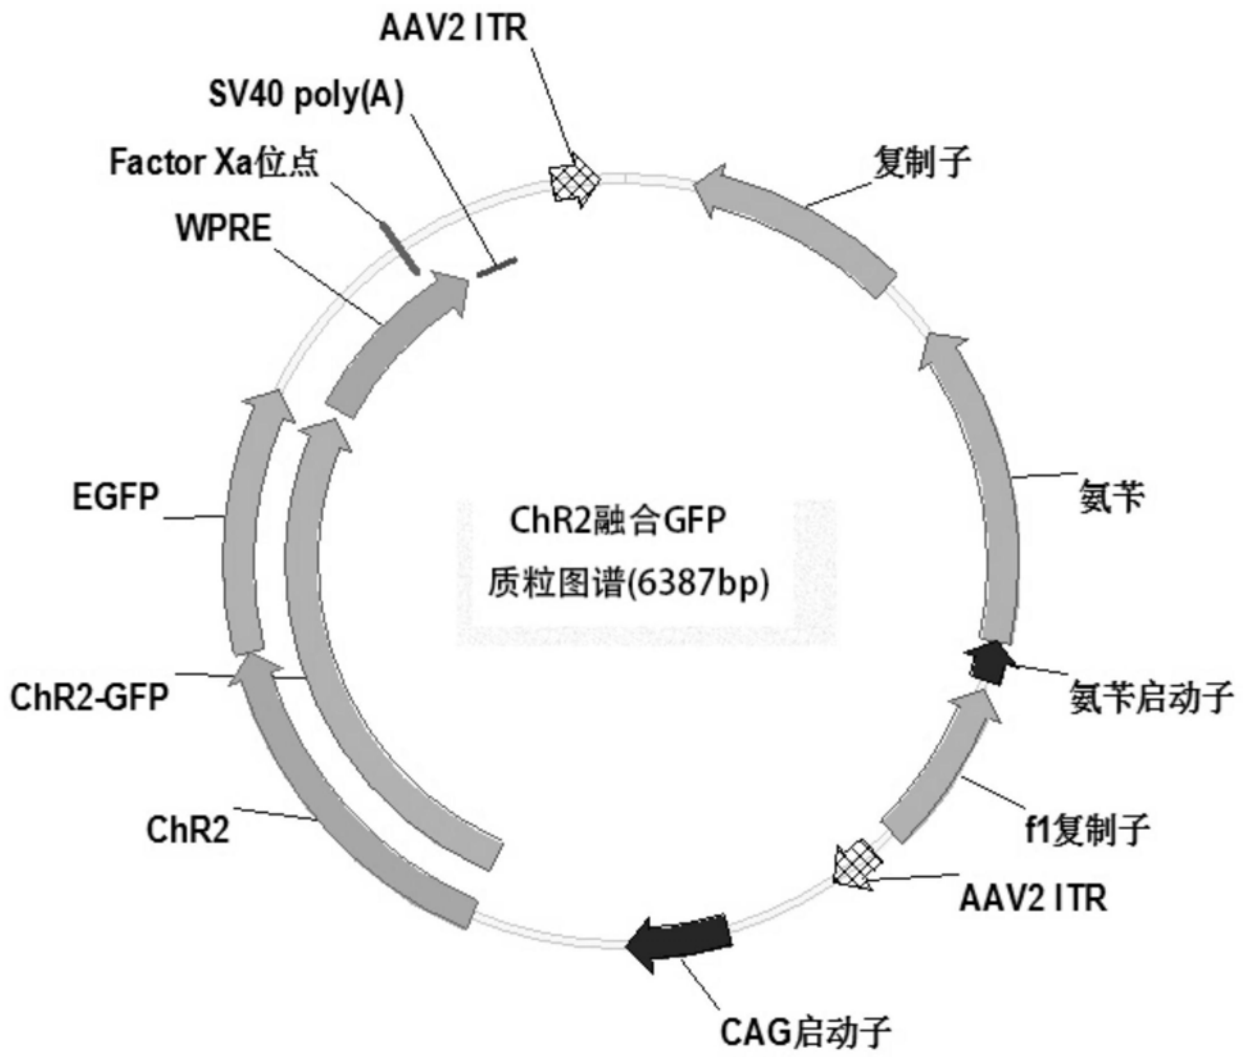 AAV2 ITR
SV40 poly(A)
Factor Xa位点
WPRE
复制子
EGFP
氨苄
ChR2融合GFP
质粒图谱(6387bp)
ChR2-GFP
氨苄启动子
ChR2
f1复制子
AAV2 ITR
CAG启动子